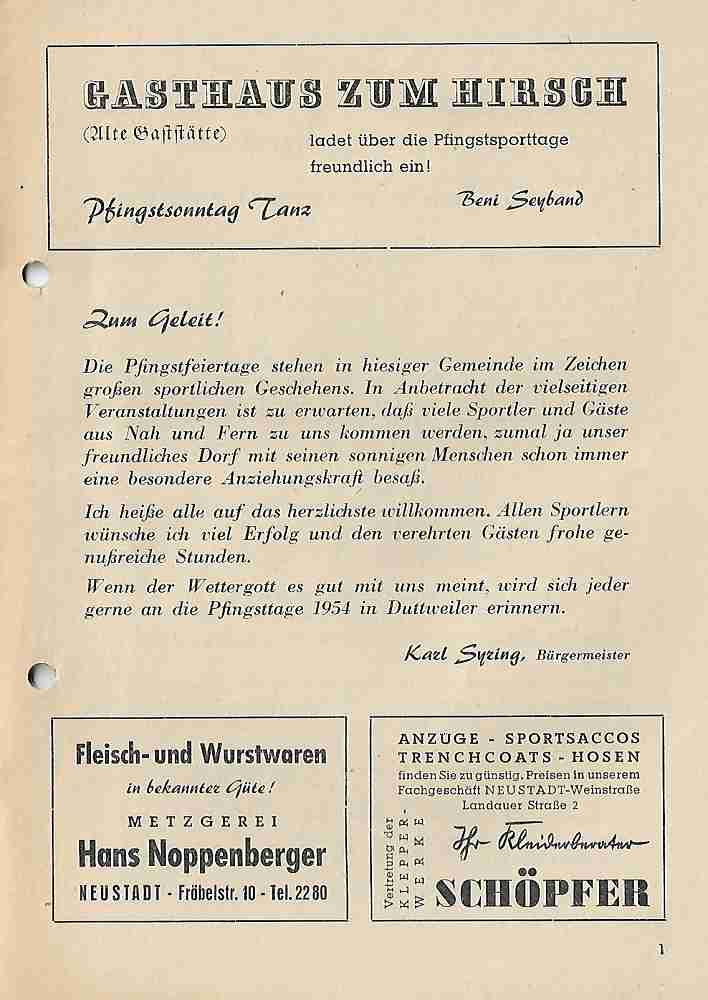 GASTHAUS ZUM HIRSCH
(Alte Gaststätte)
ladet über die Pfingstsporttage
freundlich ein!
Pfingstsonntag Tanz
Beni Seyband
Zum Geleit!
Die Pfingstfeiertage stehen in hiesiger Gemeinde im Zeichen
großen sportlichen Geschehens. In Anbetracht der vielseitigen
Veranstaltungen ist zu erwarten, daß viele Sportler und Gäste
aus Nah und Fern zu uns kommen werden, zumal ja unser
freundliches Dorf mit seinen sonnigen Menschen schon immer
eine besondere Anziehungskraft besaß.
Ich heiße alle auf das herzlichste willkommen. Allen Sportlern
wünsche ich viel Erfolg und den verehrten Gästen frohe ge-
nußreiche Stunden.
Wenn der Wettergott es gut mit uns meint, wird sich jeder
gerne an die Pfingsttage 1954 in Duttweiler erinnern.
Karl Syring, Bürgermeister
Fleisch- und Wurstwaren
in bekannter Güte!
METZGEREI
Hans Noppenberger
NEUSTADT - Fröbelstr. 10 - Tel. 2280
ANZÜGE - SPORTSACCOS
TRENCHCOATS - HOSEN
finden Sie zu günstig. Preisen in unserem
Fachgeschäft NEUSTADT-Weinstraße
Landauer Straße 2
Vertretung der
KLEPPER-
WERKE
Ihr Kleiderberater
SCHÖPFER
1